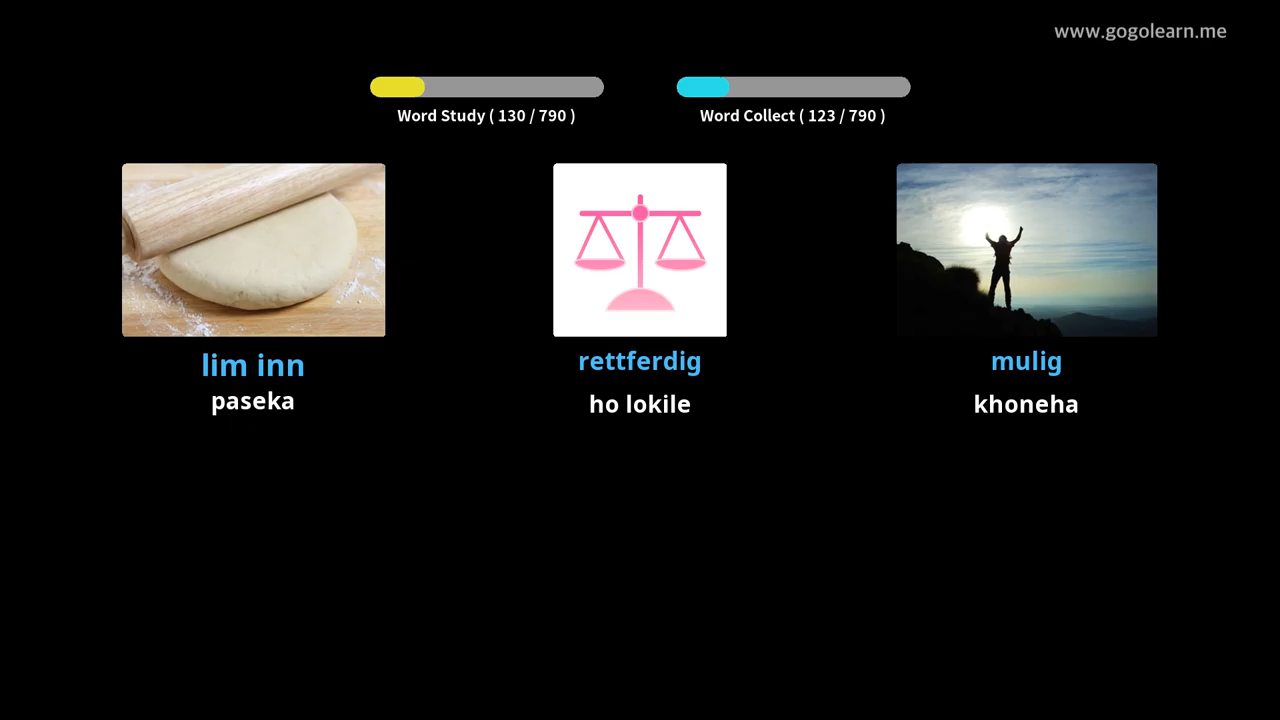 www.gogolearn.me
Word Study ( 130 / 790 )
Word Collect ( 123 / 790 )
lim inn
paseka
rettferdig
ho lokile
mulig
khoneha